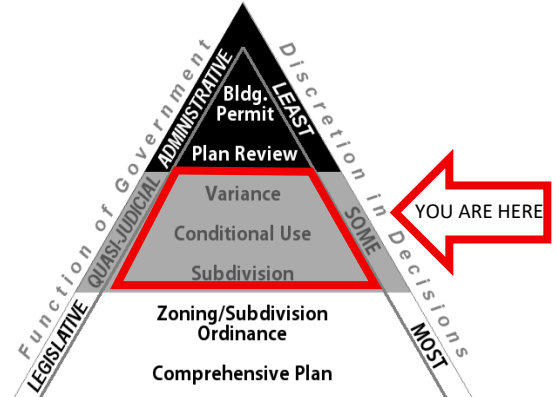 Function of Government
Discretion in Decisions
ADMINISTRATIVE
LEAST
Bldg.
Permit
Plan Review
QUASI-JUDICIAL
SOME
Variance
Conditional Use
Subdivision
YOU ARE HERE
LEGISLATIVE
MOST
Zoning/Subdivision
Ordinance
Comprehensive Plan